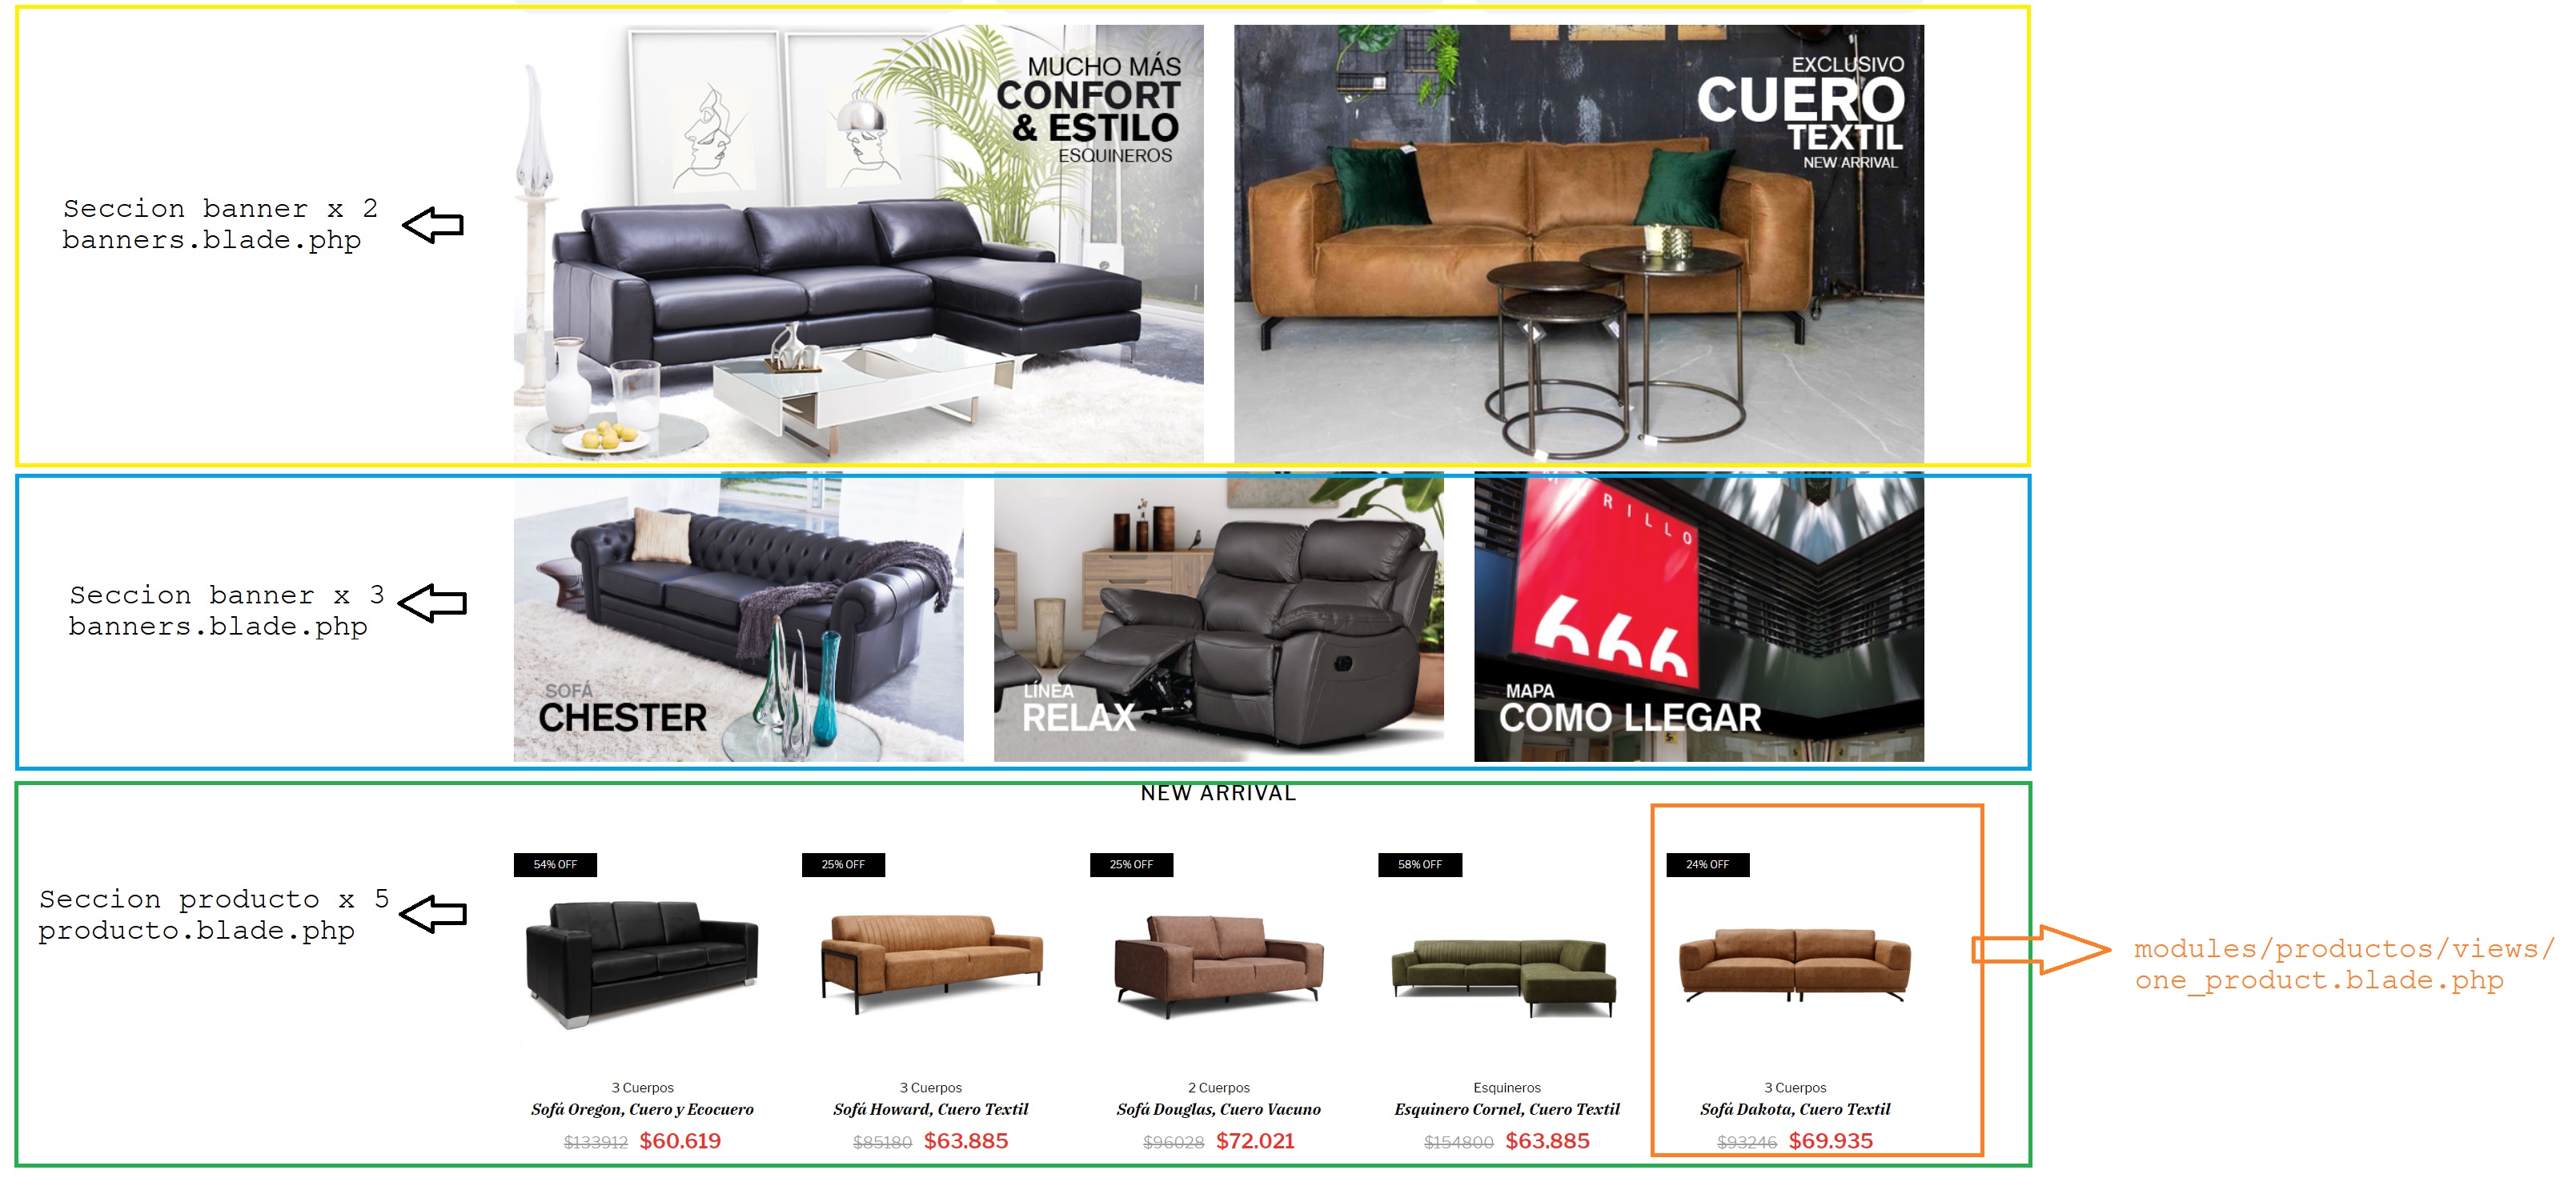 MUCHO MÁS
CONFORT
& ESTILO
ESQUINEROS
EXCLUSIVO
CUERO
TEXTIL
NEW ARRIVAL
Seccion banner x 2
banners.blade.php
RILLO
666
Seccion banner x 3
banners.blade.php
SOFÁ
CHESTER
LÍNEA
RELAX
MAPA
COMO LLEGAR
NEW ARRIVAL
Seccion producto x 5
producto.blade.php
54% OFF
25% OFF
25% OFF
58% OFF
24% OFF
modules/productos/views/
one_product.blade.php
3 Cuerpos
Sofá Oregon, Cuero y Ecocuero
$133912 $60.619
3 Cuerpos
Sofá Howard, Cuero Textil
$85180 $63.885
2 Cuerpos
Sofá Douglas, Cuero Vacuno
$96028 $72.021
Esquineros
Esquinero Cornel, Cuero Textil
$154800 $63.885
3 Cuerpos
Sofá Dakota, Cuero Textil
$93246 $69.935